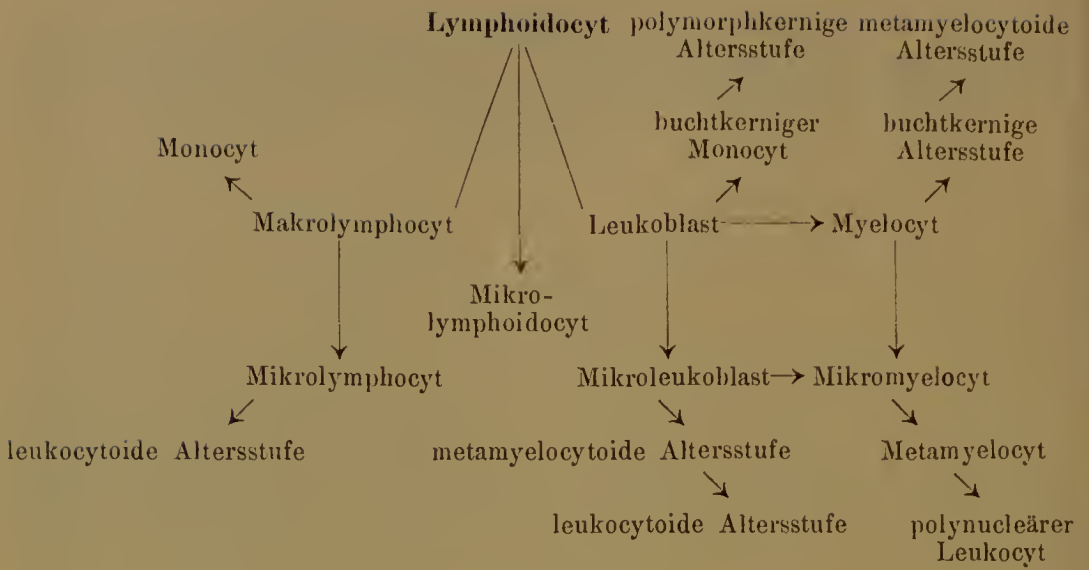 Lymphoidocyt polymorphkernige metamyelocytoide
Altersstufe Altersstufe
buchtkerniger buchtkernige
Monocyt Monocyt Altersstufe
Makrolymphocyt Leukoblast Myelocyt
Mikro-
lymphoidocyt
Mikrolymphocyt Mikroleukoblast Mikromyelocyt
leukocytoide Altersstufe metamyelocytoide Altersstufe Metamyelocyt
leukocytoide Altersstufe polynucleärer
Leukocyt